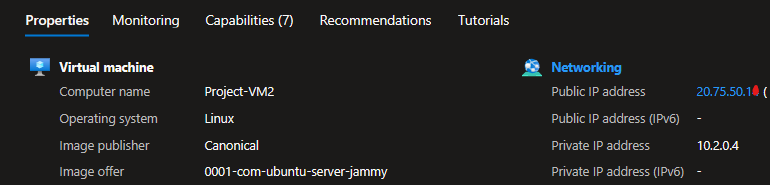 Properties Monitoring Capabilities (7) Recommendations Tutorials
Virtual machine
Computer name Project-VM2
Operating system Linux
Image publisher Canonical
Image offer 0001-com-ubuntu-server-jammy
Networking
Public IP address 20.75.50.1 (
Public IP address (IPv6) -
Private IP address 10.2.0.4
Private IP address (IPv6) -